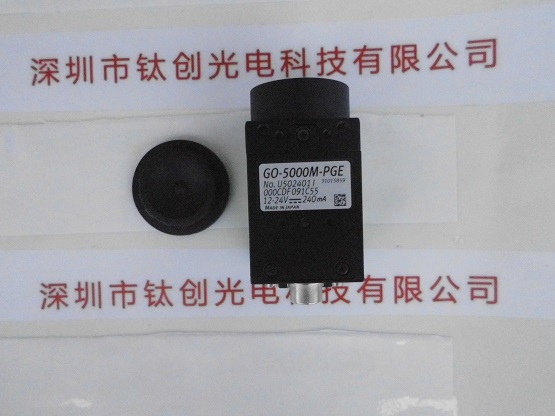 深圳市钛创光电科技有限公司
GO-5000M-PGE
No. U502401I
000CDF091C55
12-24V⎓240mA
MADE IN JAPAN
深圳市钛创光电科技有限公司